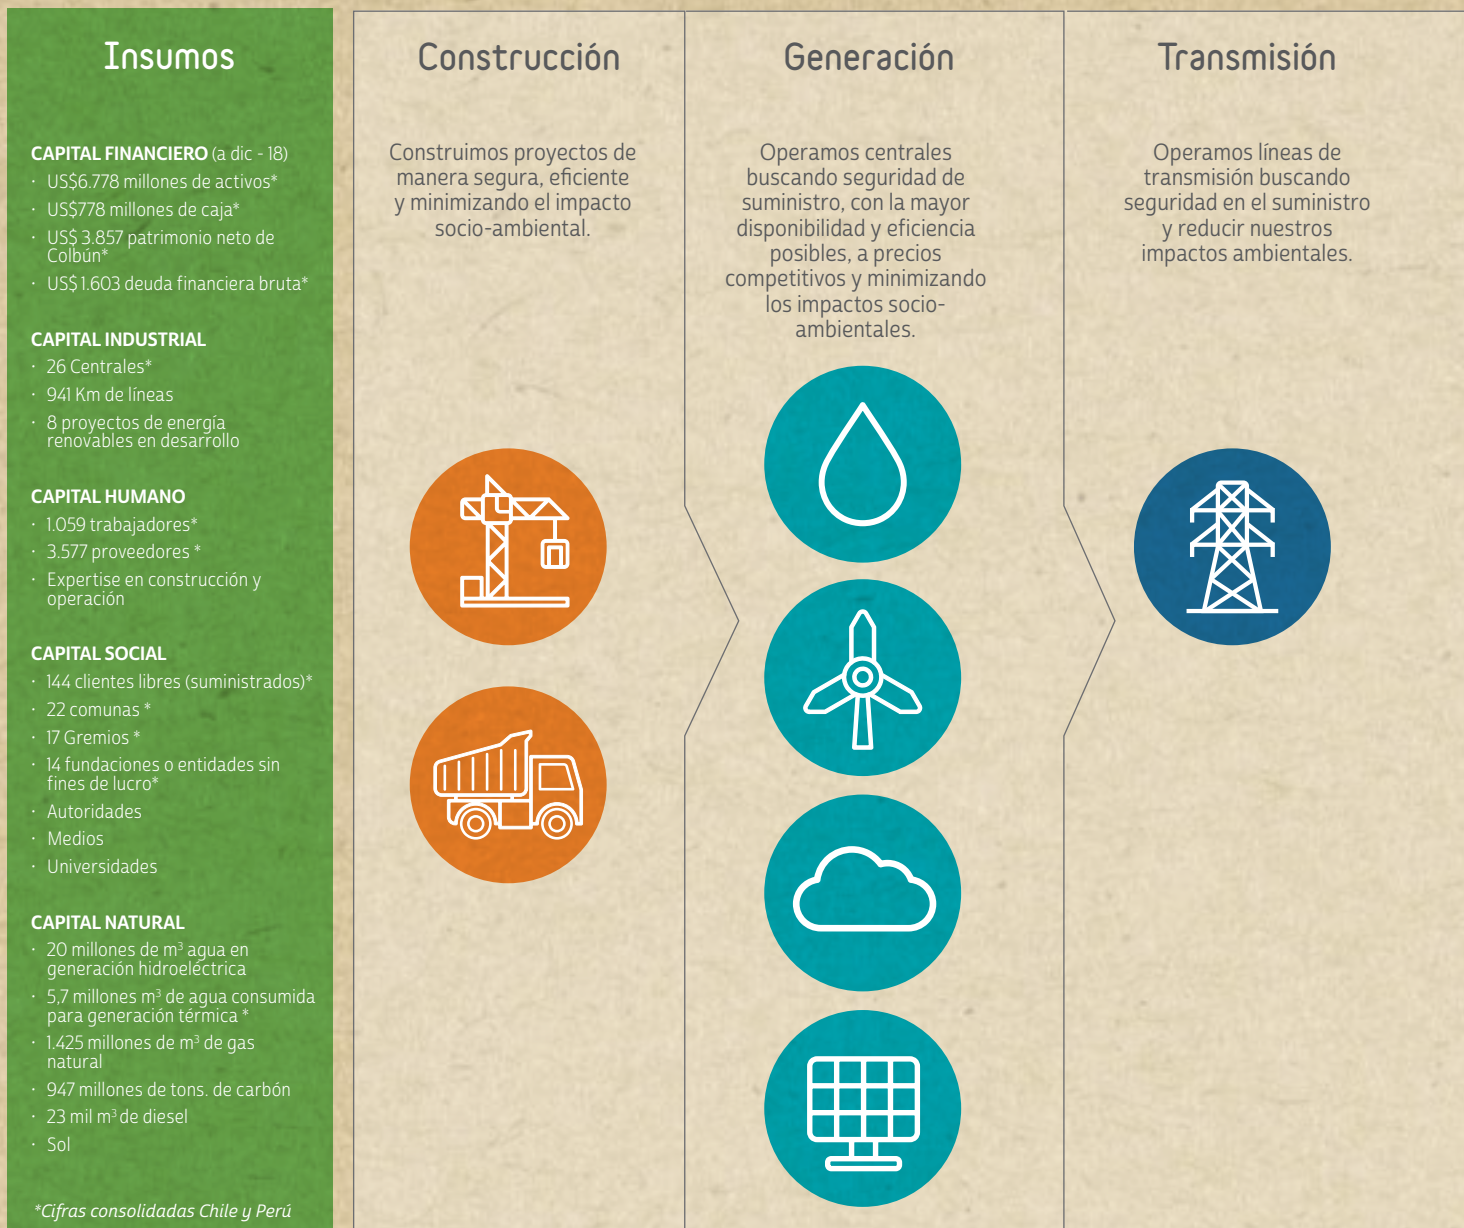 Insumos
CAPITAL FINANCIERO (a dic - 18)
· US$6.778 millones de activos*
· US$778 millones de caja*
· US$ 3.857 patrimonio neto de
Colbún*
· US$ 1.603 deuda financiera bruta*
CAPITAL INDUSTRIAL
· 26 Centrales*
· 941 Km de líneas
· 8 proyectos de energía
renovables en desarrollo
CAPITAL HUMANO
· 1.059 trabajadores*
· 3.577 proveedores *
· Expertise en construcción y
operación
CAPITAL SOCIAL
· 144 clientes libres (suministrados)*
· 22 comunas *
· 17 Gremios *
· 14 fundaciones o entidades sin
fines de lucro*
· Autoridades
· Medios
· Universidades
CAPITAL NATURAL
· 20 millones de m³ agua en
generación hidroeléctrica
· 5,7 millones m³ de agua consumida
para generación térmica *
· 1.425 millones de m³ de gas
natural
· 947 millones de tons. de carbón
· 23 mil m³ de diesel
· Sol
*Cifras consolidadas Chile y Perú
Construcción
Construimos proyectos de
manera segura, eficiente
y minimizando el impacto
socio-ambiental.
Generación
Operamos centrales
buscando seguridad de
suministro, con la mayor
disponibilidad y eficiencia
posibles, a precios
competitivos y minimizando
los impactos socio-
ambientales.
Transmisión
Operamos líneas de
transmisión buscando
seguridad en el suministro
y reducir nuestros
impactos ambientales.